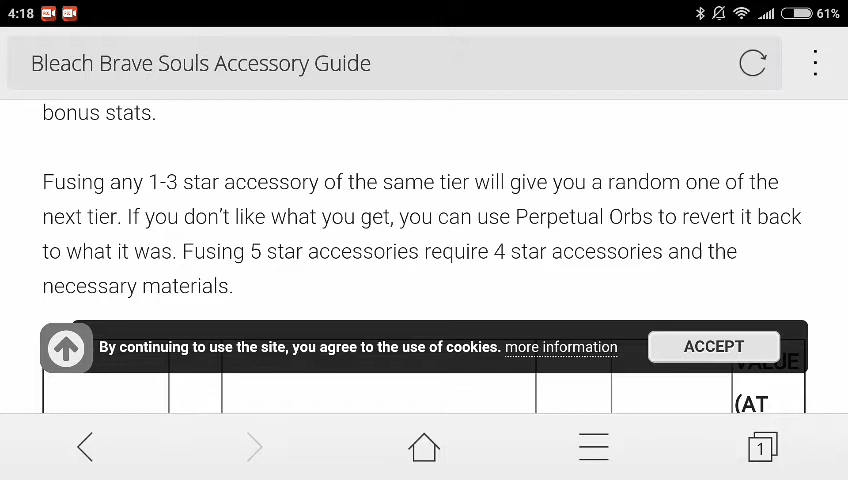 4:18
61%
Bleach Brave Souls Accessory Guide
bonus stats.
Fusing any 1-3 star accessory of the same tier will give you a random one of the
next tier. If you don’t like what you get, you can use Perpetual Orbs to revert it back
to what it was. Fusing 5 star accessories require 4 star accessories and the
necessary materials.
By continuing to use the site, you agree to the use of cookies. more information
ACCEPT
VALUE
(AT
1